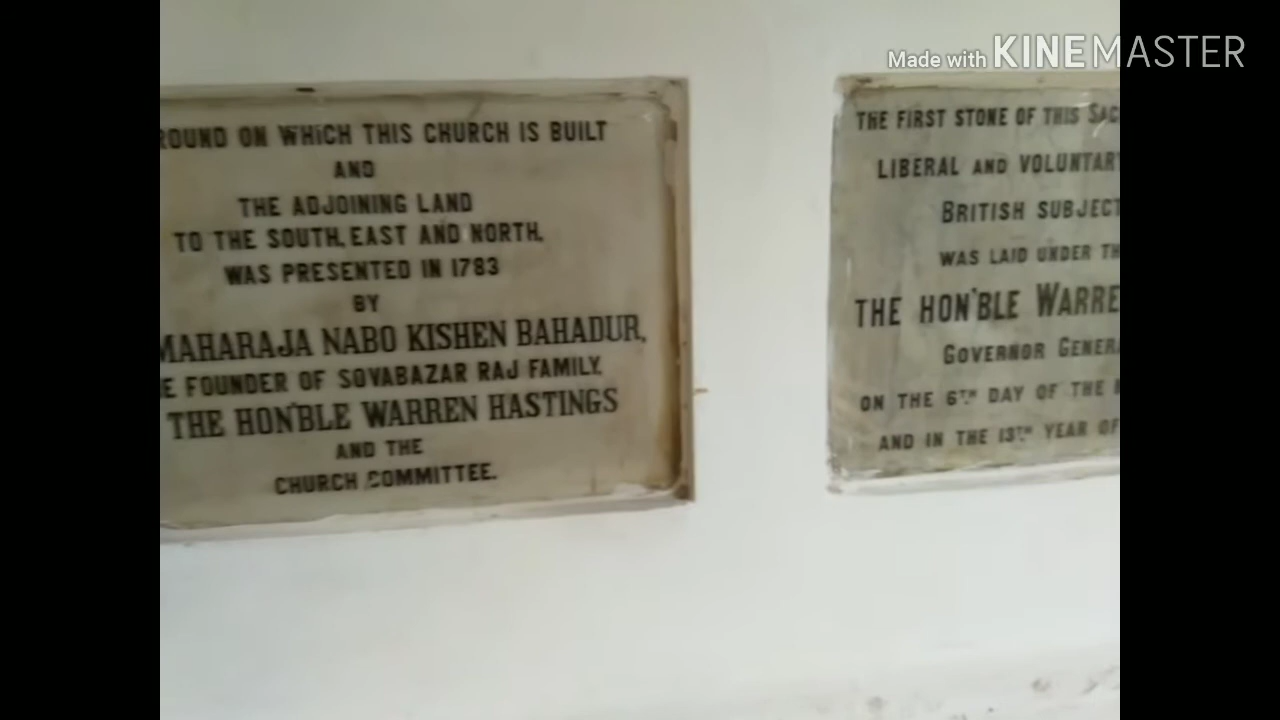 Made with KINEMASTER
ROUND ON WHICH THIS CHURCH IS BUILT
AND
THE ADJOINING LAND
TO THE SOUTH, EAST AND NORTH,
WAS PRESENTED IN 1783
BY
MAHARAJA NABO KISHEN BAHADUR,
E FOUNDER OF SOVABAZAR RAJ FAMILY,
THE HON'BLE WARREN HASTINGS
AND THE
CHURCH COMMITTEE.
THE FIRST STONE OF THIS SAC
LIBERAL AND VOLUNTAR
BRITISH SUBJECT
WAS LAID UNDER TH
THE HON'BLE WARRE
GOVERNOR GENERA
ON THE 6TH DAY OF THE
AND IN THE 13TH YEAR OF